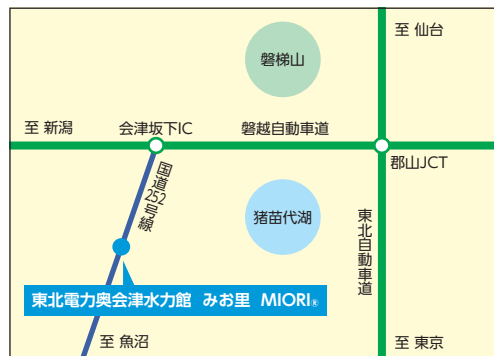 至 仙台
磐梯山
至 新潟
会津坂下IC
磐越自動車道
郡山JCT
国道252号線
猪苗代湖
東北自動車道
東北電力奥会津水力館 みお里 MIORI®
至 魚沼
至 東京